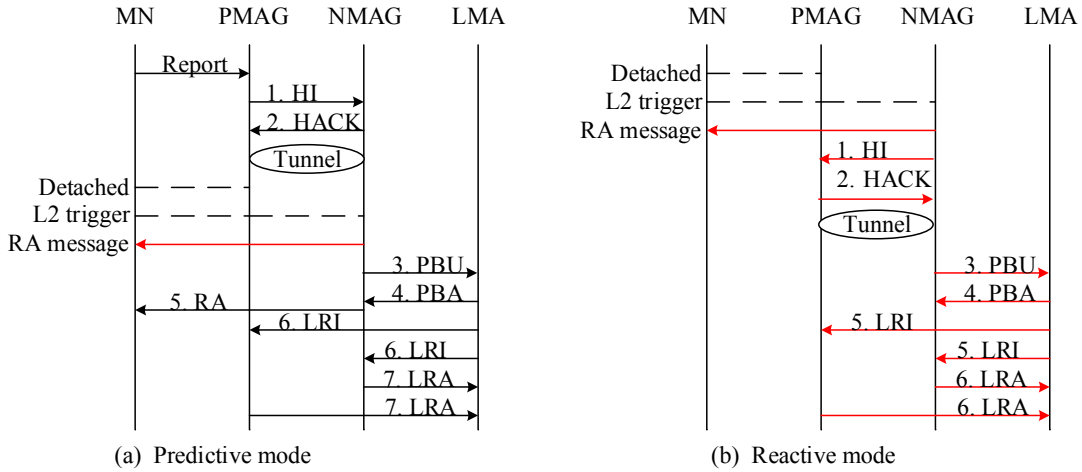 MN PMAG NMAG LMA
Report
1. HI
2. HACK
Tunnel
Detached
L2 trigger
RA message
3. PBU
4. PBA
5. RA
6. LRI
6. LRI
7. LRA
7. LRA
(a) Predictive mode
MN PMAG NMAG LMA
Detached
L2 trigger
RA message
1. HI
2. HACK
Tunnel
3. PBU
4. PBA
5. LRI
5. LRI
6. LRA
6. LRA
(b) Reactive mode